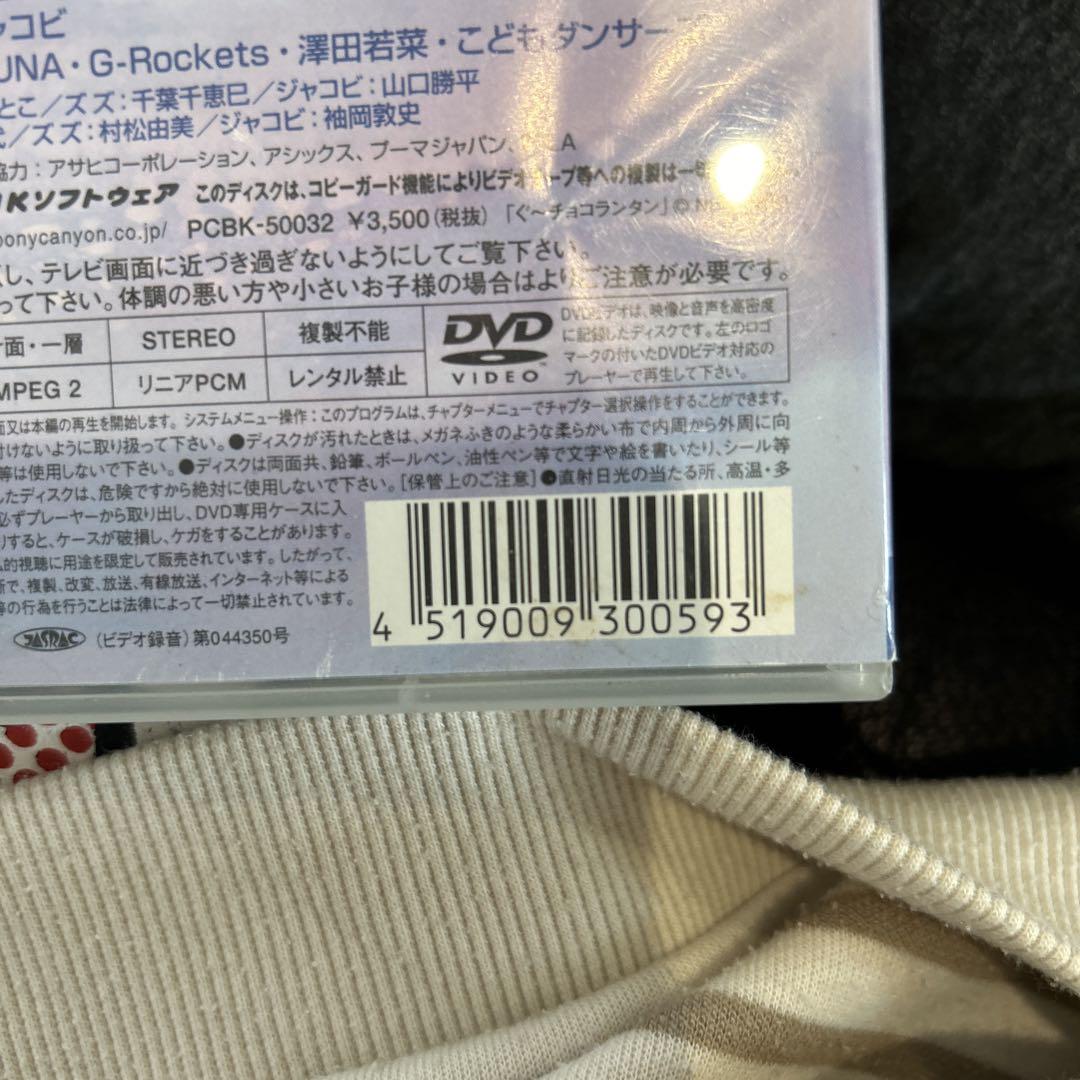 ャコビ
UNA・G-Rockets・澤田若菜・こどもダンサー
とこ／ズズ：千葉千恵巳／ジャコビ：山口勝平
／ズズ：村松由美／ジャコビ：袖岡敦史
協力：アサヒコーポレーション、アシックス、プーマジャパン、 A
Kソフトウェア このディスクは、コピーガード機能によりビデオ ープ等への複製は一
ponycanyon.co.jp/ PCBK-50032 ¥3,500（税抜）「ぐ〜チョコランタン」© N
し、テレビ画面に近づき過ぎないようにしてご覧下さい。
って下さい。体調の悪い方や小さいお子様の場合はよりご注意が必要です。
面・一層 STEREO 複製不能
MPEG 2 リニアPCM レンタル禁止
DVD
VIDEO
DVDビデオは、映像と音声を高密度
に記録したディスクです。左のロゴ
マークの付いたDVDビデオ対応の
プレーヤーで再生して下さい。
面又は本編の再生を開始します。システムメニュー操作：このプログラムは、チャプターメニューでチャプター選択操作をすることができます。
けないように取り扱って下さい。●ディスクが汚れたときは、メガネふきのような柔らかい布で内周から外周に向
等は使用しないで下さい。●ディスクは両面共、鉛筆、ボールペン、油性ペン等で文字や絵を書いたり、シール等
したディスクは、危険ですから絶対に使用しないで下さい。［保管上のご注意］●直射日光の当たる所、高温・多
必ずプレーヤーから取り出し、DVD専用ケースに入
りすると、ケースが破損し、ケガをすることがあります。
的視聴に用途を限定して販売されています。したがって、
で、複製、改変、放送、有線放送、インターネット等による
等の行為を行うことは法律によって一切禁止されています。
JASRAC （ビデオ録音）第044350号
4 519009 300593